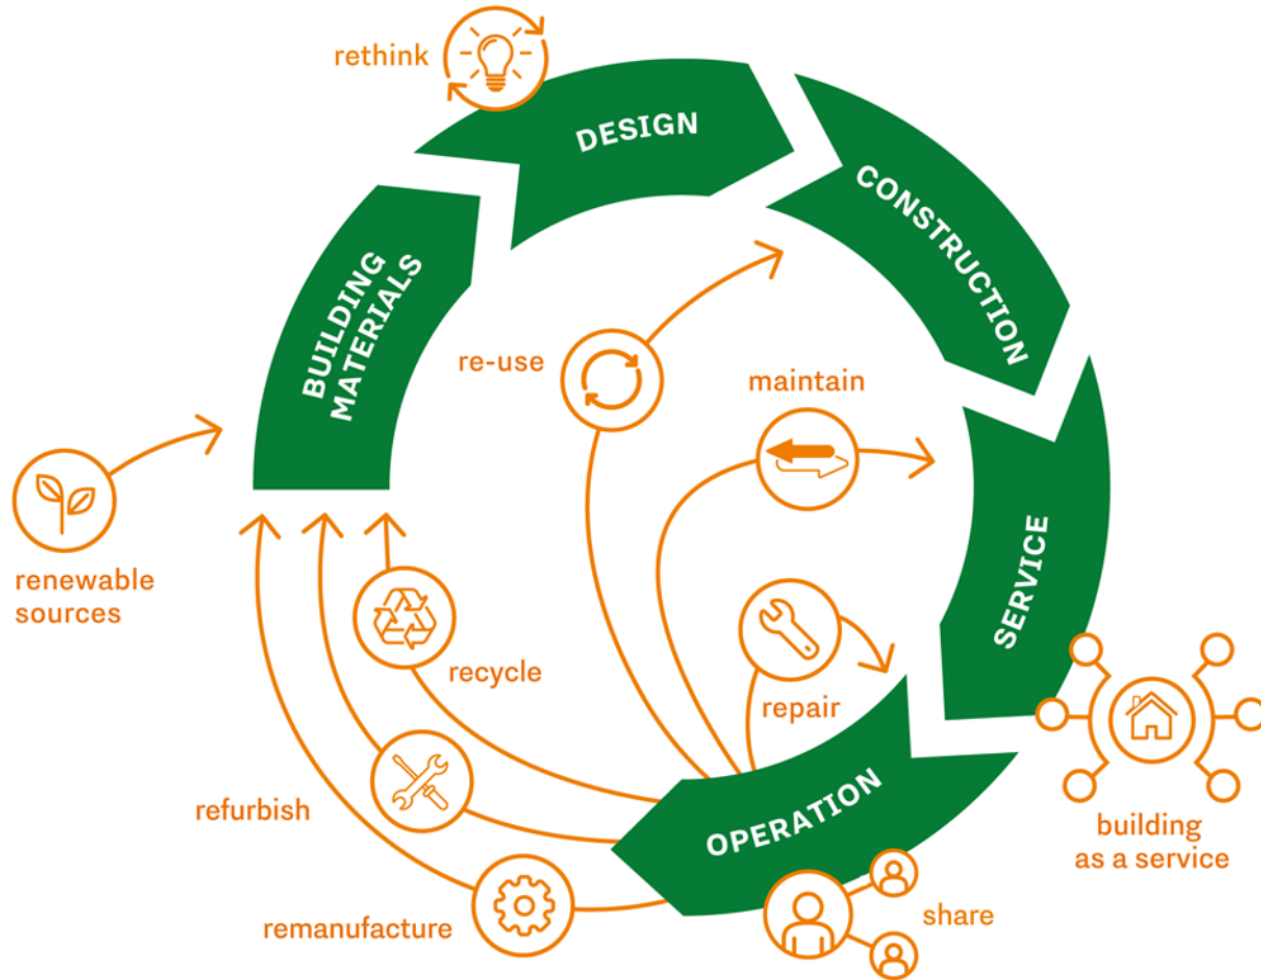 rethink
DESIGN
CONSTRUCTION
BUILDING
MATERIALS
re-use
maintain
renewable
sources
SERVICE
recycle
repair
refurbish
OPERATION
building
as a service
remanufacture
share